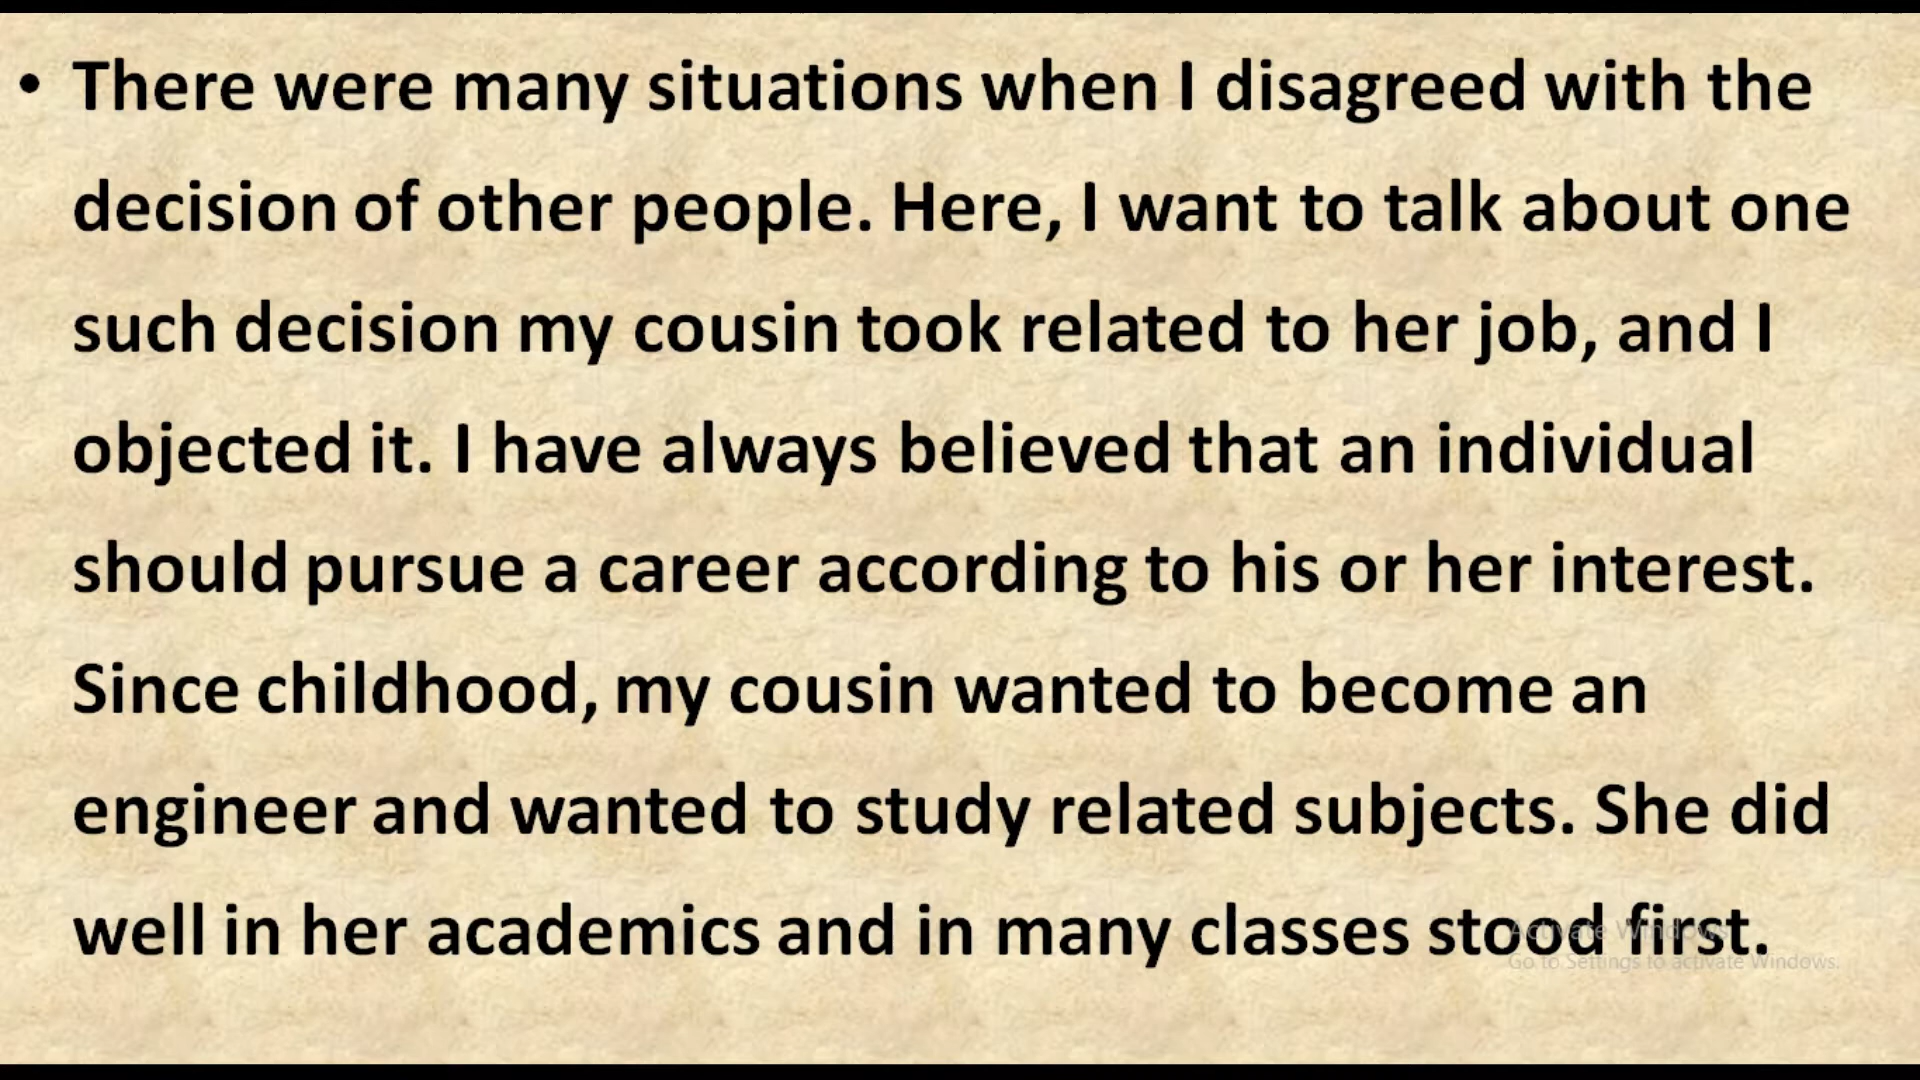 • There were many situations when I disagreed with the
decision of other people. Here, I want to talk about one
such decision my cousin took related to her job, and I
objected it. I have always believed that an individual
should pursue a career according to his or her interest.
Since childhood, my cousin wanted to become an
engineer and wanted to study related subjects. She did
well in her academics and in many classes stood first.
Activate Windows
Go to Settings to activate Windows.